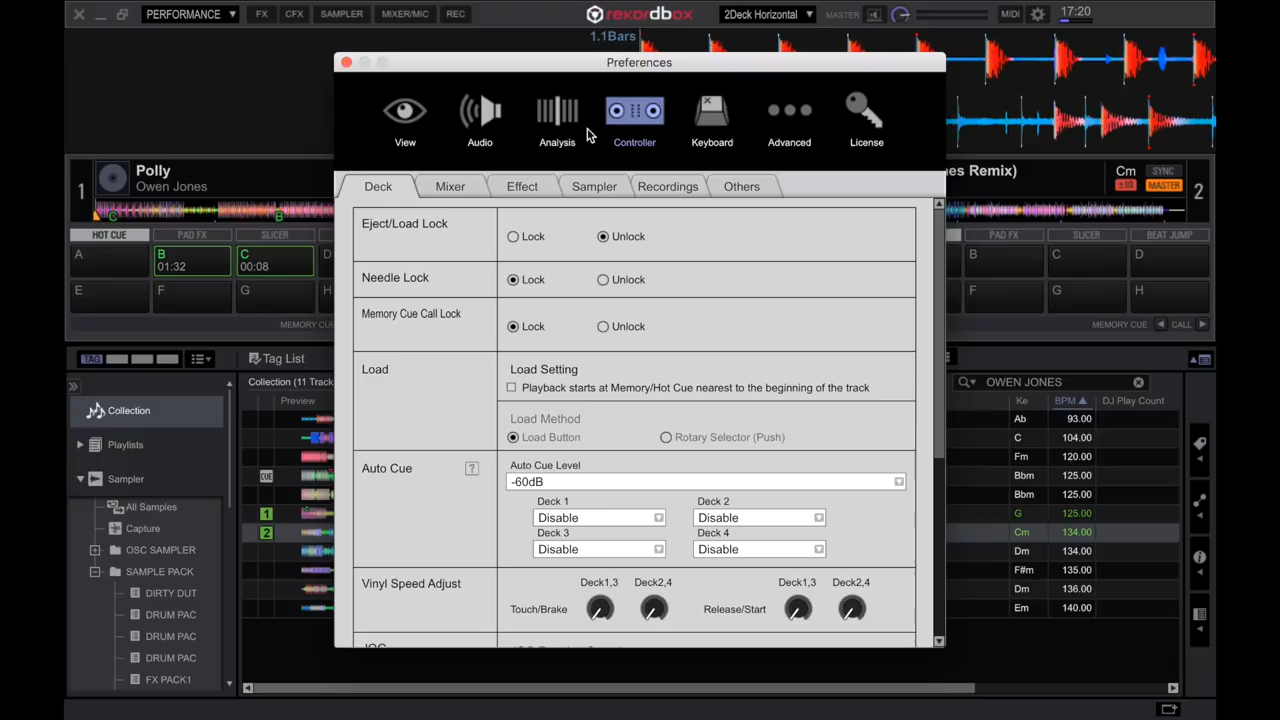 PERFORMANCE FX CFX SAMPLER MIXER/MIC REC rekordbox 2Deck Horizontal MASTER MIDI 17:20
1.1Bars
Preferences
View Audio Analysis Controller Keyboard Advanced License
Deck Mixer Effect Sampler Recordings Others
1 Polly
Owen Jones
C B
HOT CUE PAD FX SLICER
A B 01:32 C 00:08 D
E F G H
MEMORY CUE
nes Remix) Cm SYNC
±10 MASTER 2
PAD FX SLICER BEAT JUMP
B C D
F G H
MEMORY CUE CALL
Eject/Load Lock Lock Unlock
Needle Lock Lock Unlock
Memory Cue Call Lock Lock Unlock
Load Load Setting
Playback starts at Memory/Hot Cue nearest to the beginning of the track
Load Method
Load Button Rotary Selector (Push)
Auto Cue ? Auto Cue Level
-60dB
Deck 1 Deck 2
Disable Disable
Deck 3 Deck 4
Disable Disable
Vinyl Speed Adjust Deck1,3 Deck2,4 Deck1,3 Deck2,4
Touch/Brake Release/Start
TAG Tag List
Collection (11 Track
Preview
Collection
Playlists
Sampler
All Samples
Capture
OSC SAMPLER
SAMPLE PACK
DIRTY DUT
DRUM PAC
DRUM PAC
DRUM PAC
FX PACK1
CUE
1
2
OWEN JONES
Ke BPM DJ Play Count
Ab 93.00
C 104.00
Fm 120.00
Bbm 125.00
Bbm 125.00
G 125.00
Cm 134.00
Dm 134.00
F#m 135.00
Dm 136.00
Em 140.00